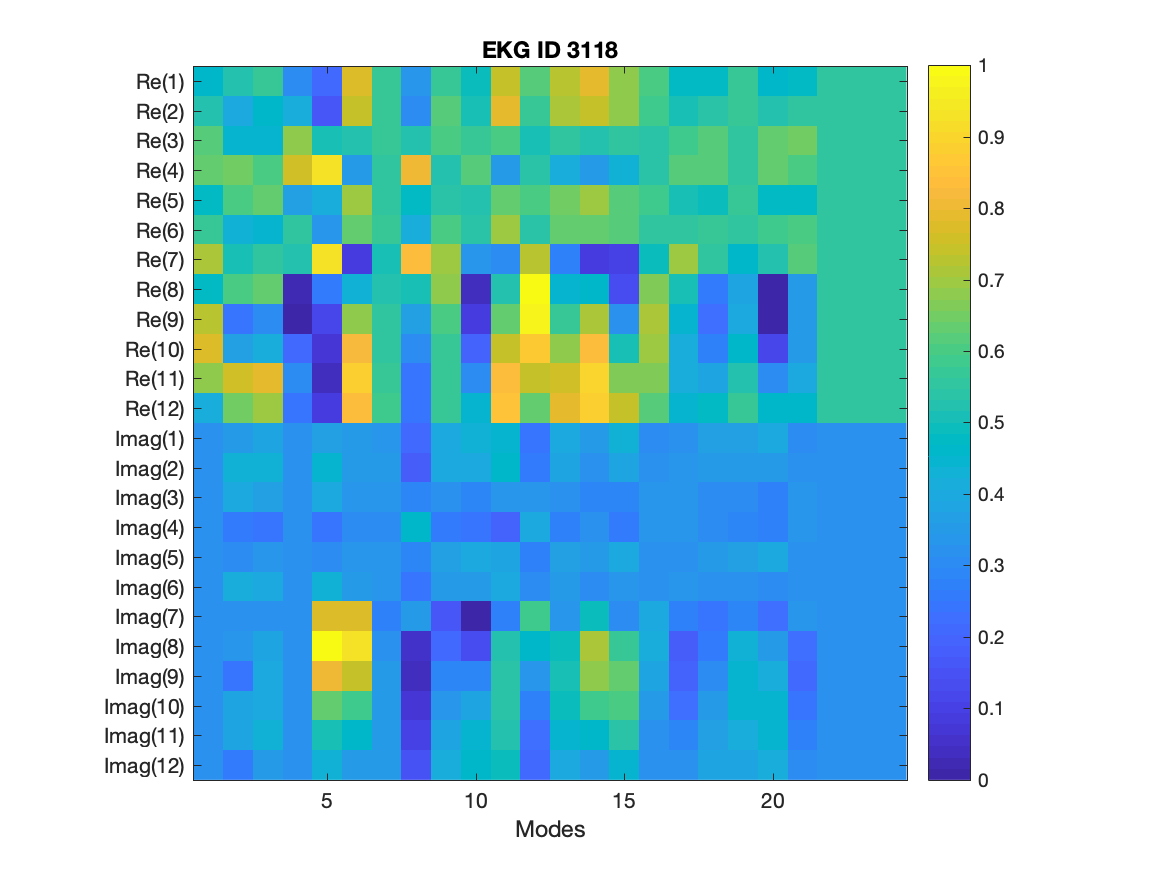 EKG ID 3118
Re(1)
Re(2)
Re(3)
Re(4)
Re(5)
Re(6)
Re(7)
Re(8)
Re(9)
Re(10)
Re(11)
Re(12)
Imag(1)
Imag(2)
Imag(3)
Imag(4)
Imag(5)
Imag(6)
Imag(7)
Imag(8)
Imag(9)
Imag(10)
Imag(11)
Imag(12)
5 10 15 20
Modes
1
0.9
0.8
0.7
0.6
0.5
0.4
0.3
0.2
0.1
0